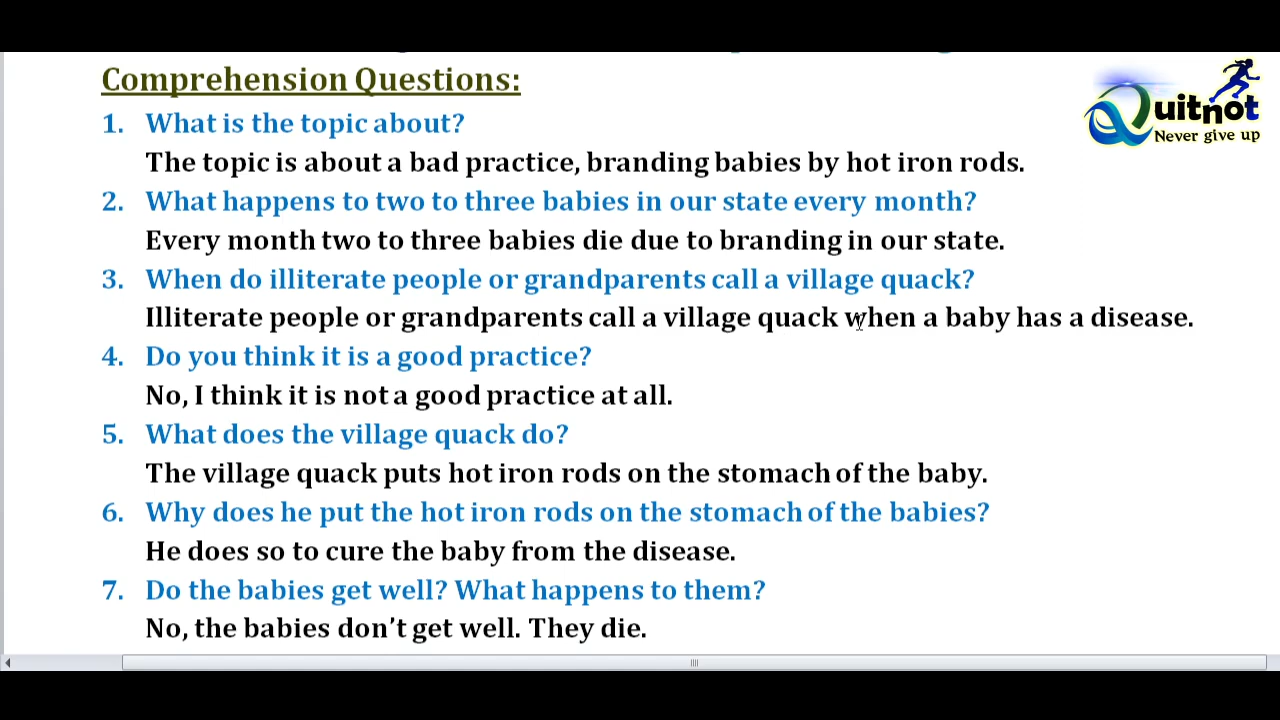 Comprehension Questions:
Quitnot
Never give up
1. What is the topic about?
The topic is about a bad practice, branding babies by hot iron rods.
2. What happens to two to three babies in our state every month?
Every month two to three babies die due to branding in our state.
3. When do illiterate people or grandparents call a village quack?
Illiterate people or grandparents call a village quack when a baby has a disease.
4. Do you think it is a good practice?
No, I think it is not a good practice at all.
5. What does the village quack do?
The village quack puts hot iron rods on the stomach of the baby.
6. Why does he put the hot iron rods on the stomach of the babies?
He does so to cure the baby from the disease.
7. Do the babies get well? What happens to them?
No, the babies don’t get well. They die.